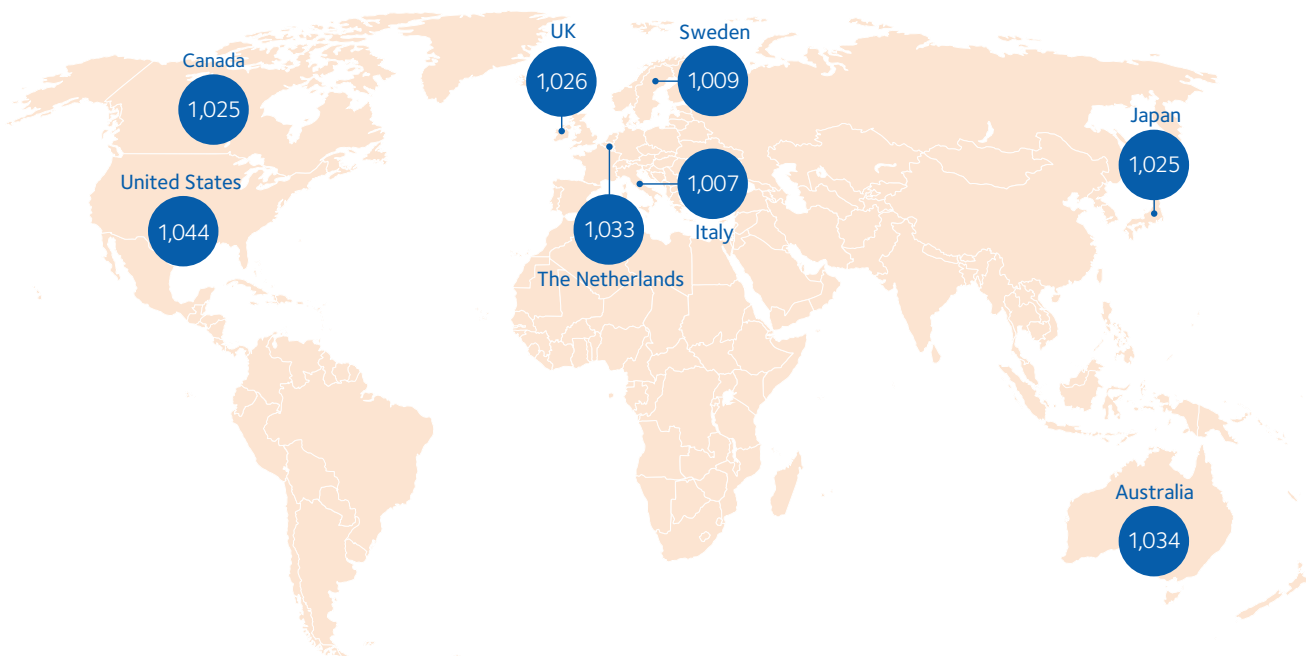 UK
1,026
Sweden
1,009
Canada
1,025
Japan
1,025
United States
1,044
1,007
Italy
1,033
The Netherlands
Australia
1,034